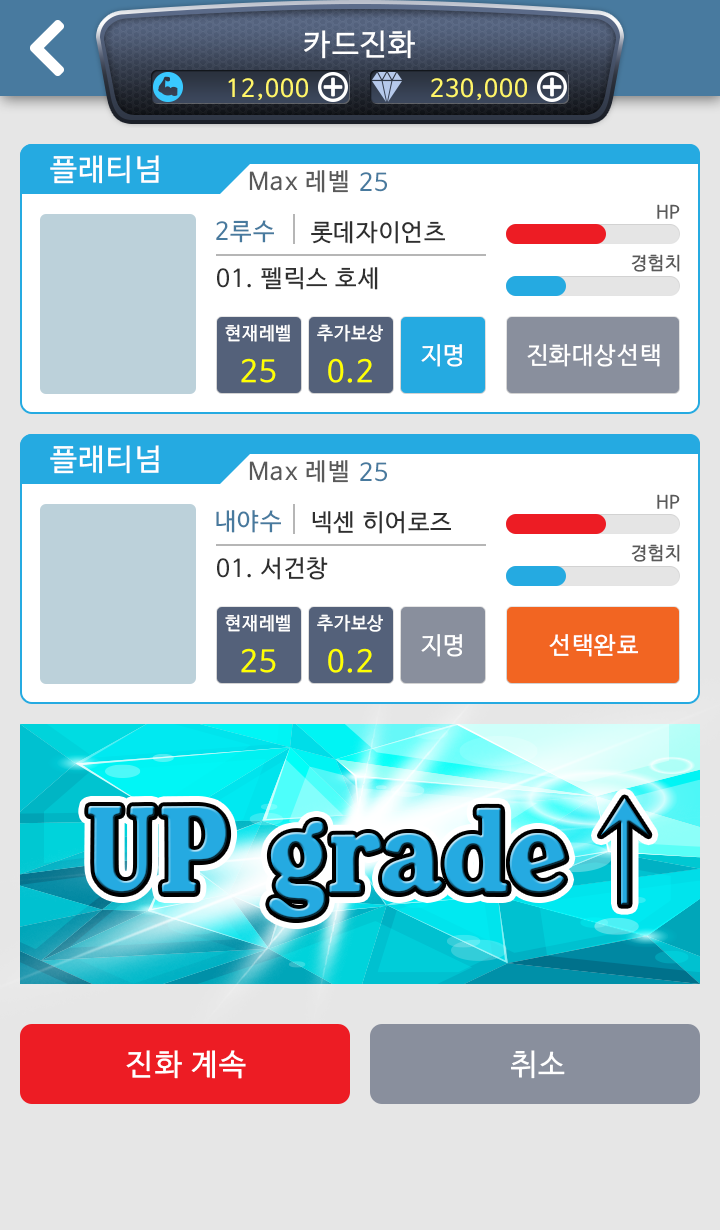 카드진화
12,000 230,000
플래티넘
Max 레벨 25
HP
2루수 롯데자이언츠
경험치
01. 펠릭스 호세
현재레벨 추가보상
25 0.2 지명 진화대상선택
플래티넘
Max 레벨 25
HP
내야수 넥센 히어로즈
경험치
01. 서건창
현재레벨 추가보상
25 0.2 지명 선택완료
UP grade ↑
진화 계속 취소